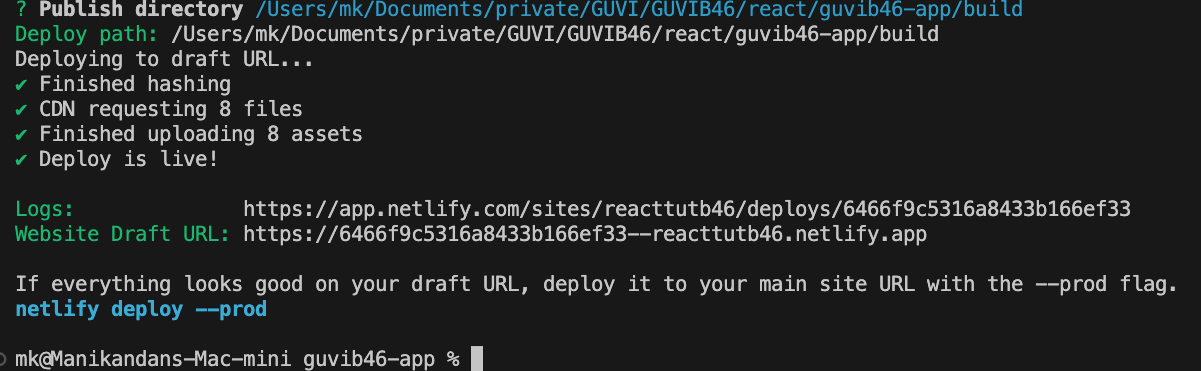 ? Publish directory /Users/mk/Documents/private/GUVI/GUVIB46/react/guvib46-app/build
Deploy path: /Users/mk/Documents/private/GUVI/GUVIB46/react/guvib46-app/build
Deploying to draft URL...
✔ Finished hashing
✔ CDN requesting 8 files
✔ Finished uploading 8 assets
✔ Deploy is live!
Logs: https://app.netlify.com/sites/reacttutb46/deploys/6466f9c5316a8433b166ef33
Website Draft URL: https://6466f9c5316a8433b166ef33--reacttutb46.netlify.app
If everything looks good on your draft URL, deploy it to your main site URL with the --prod flag.
netlify deploy --prod
mk@Manikandans-Mac-mini guvib46-app %